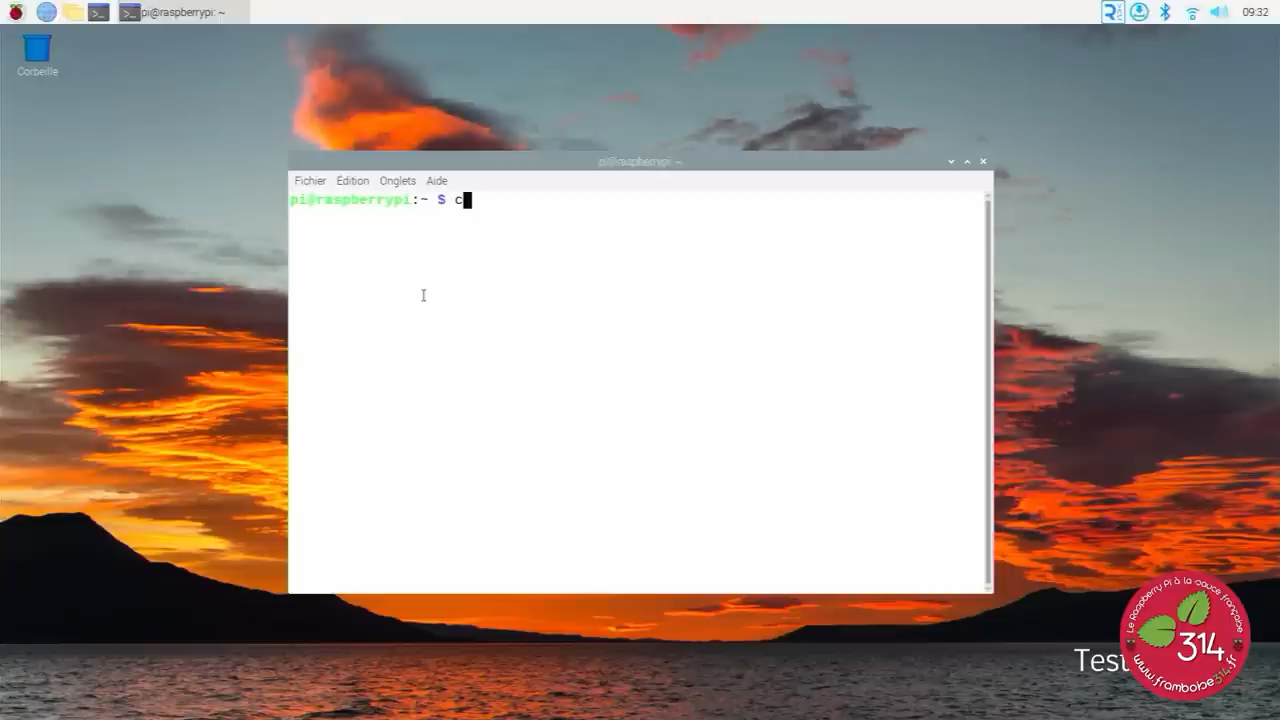 pi@raspberrypi: ~
09:32
Corbeille
pi@raspberrypi: ~
Fichier Édition Onglets Aide
pi@raspberrypi:~ $ c
Le Raspberry Pi à la sauce française
314
www.framboise314.fr
Test